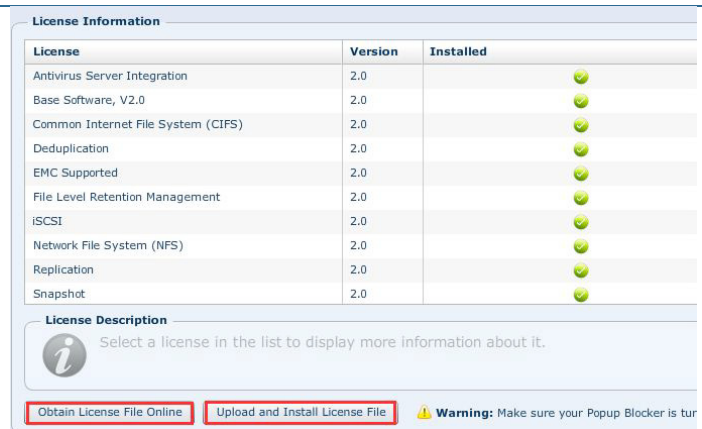 License Information
License Version Installed
Antivirus Server Integration 2.0
Base Software, V2.0 2.0
Common Internet File System (CIFS) 2.0
Deduplication 2.0
EMC Supported 2.0
File Level Retention Management 2.0
iSCSI 2.0
Network File System (NFS) 2.0
Replication 2.0
Snapshot 2.0
License Description
Select a license in the list to display more information about it.
Obtain License File Online Upload and Install License File Warning: Make sure your Popup Blocker is tur